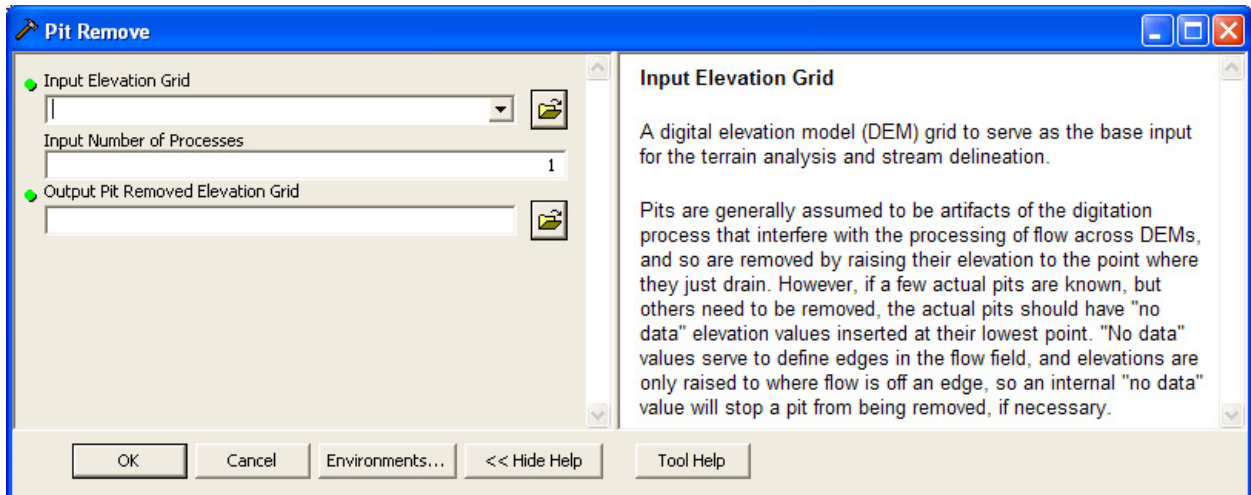 Pit Remove
Input Elevation Grid
Input Number of Processes
1
Output Pit Removed Elevation Grid
Input Elevation Grid
A digital elevation model (DEM) grid to serve as the base input
for the terrain analysis and stream delineation.
Pits are generally assumed to be artifacts of the digitation
process that interfere with the processing of flow across DEMs,
and so are removed by raising their elevation to the point where
they just drain. However, if a few actual pits are known, but
others need to be removed, the actual pits should have "no
data" elevation values inserted at their lowest point. "No data"
values serve to define edges in the flow field, and elevations are
only raised to where flow is off an edge, so an internal "no data"
value will stop a pit from being removed, if necessary.
OK Cancel Environments... << Hide Help Tool Help